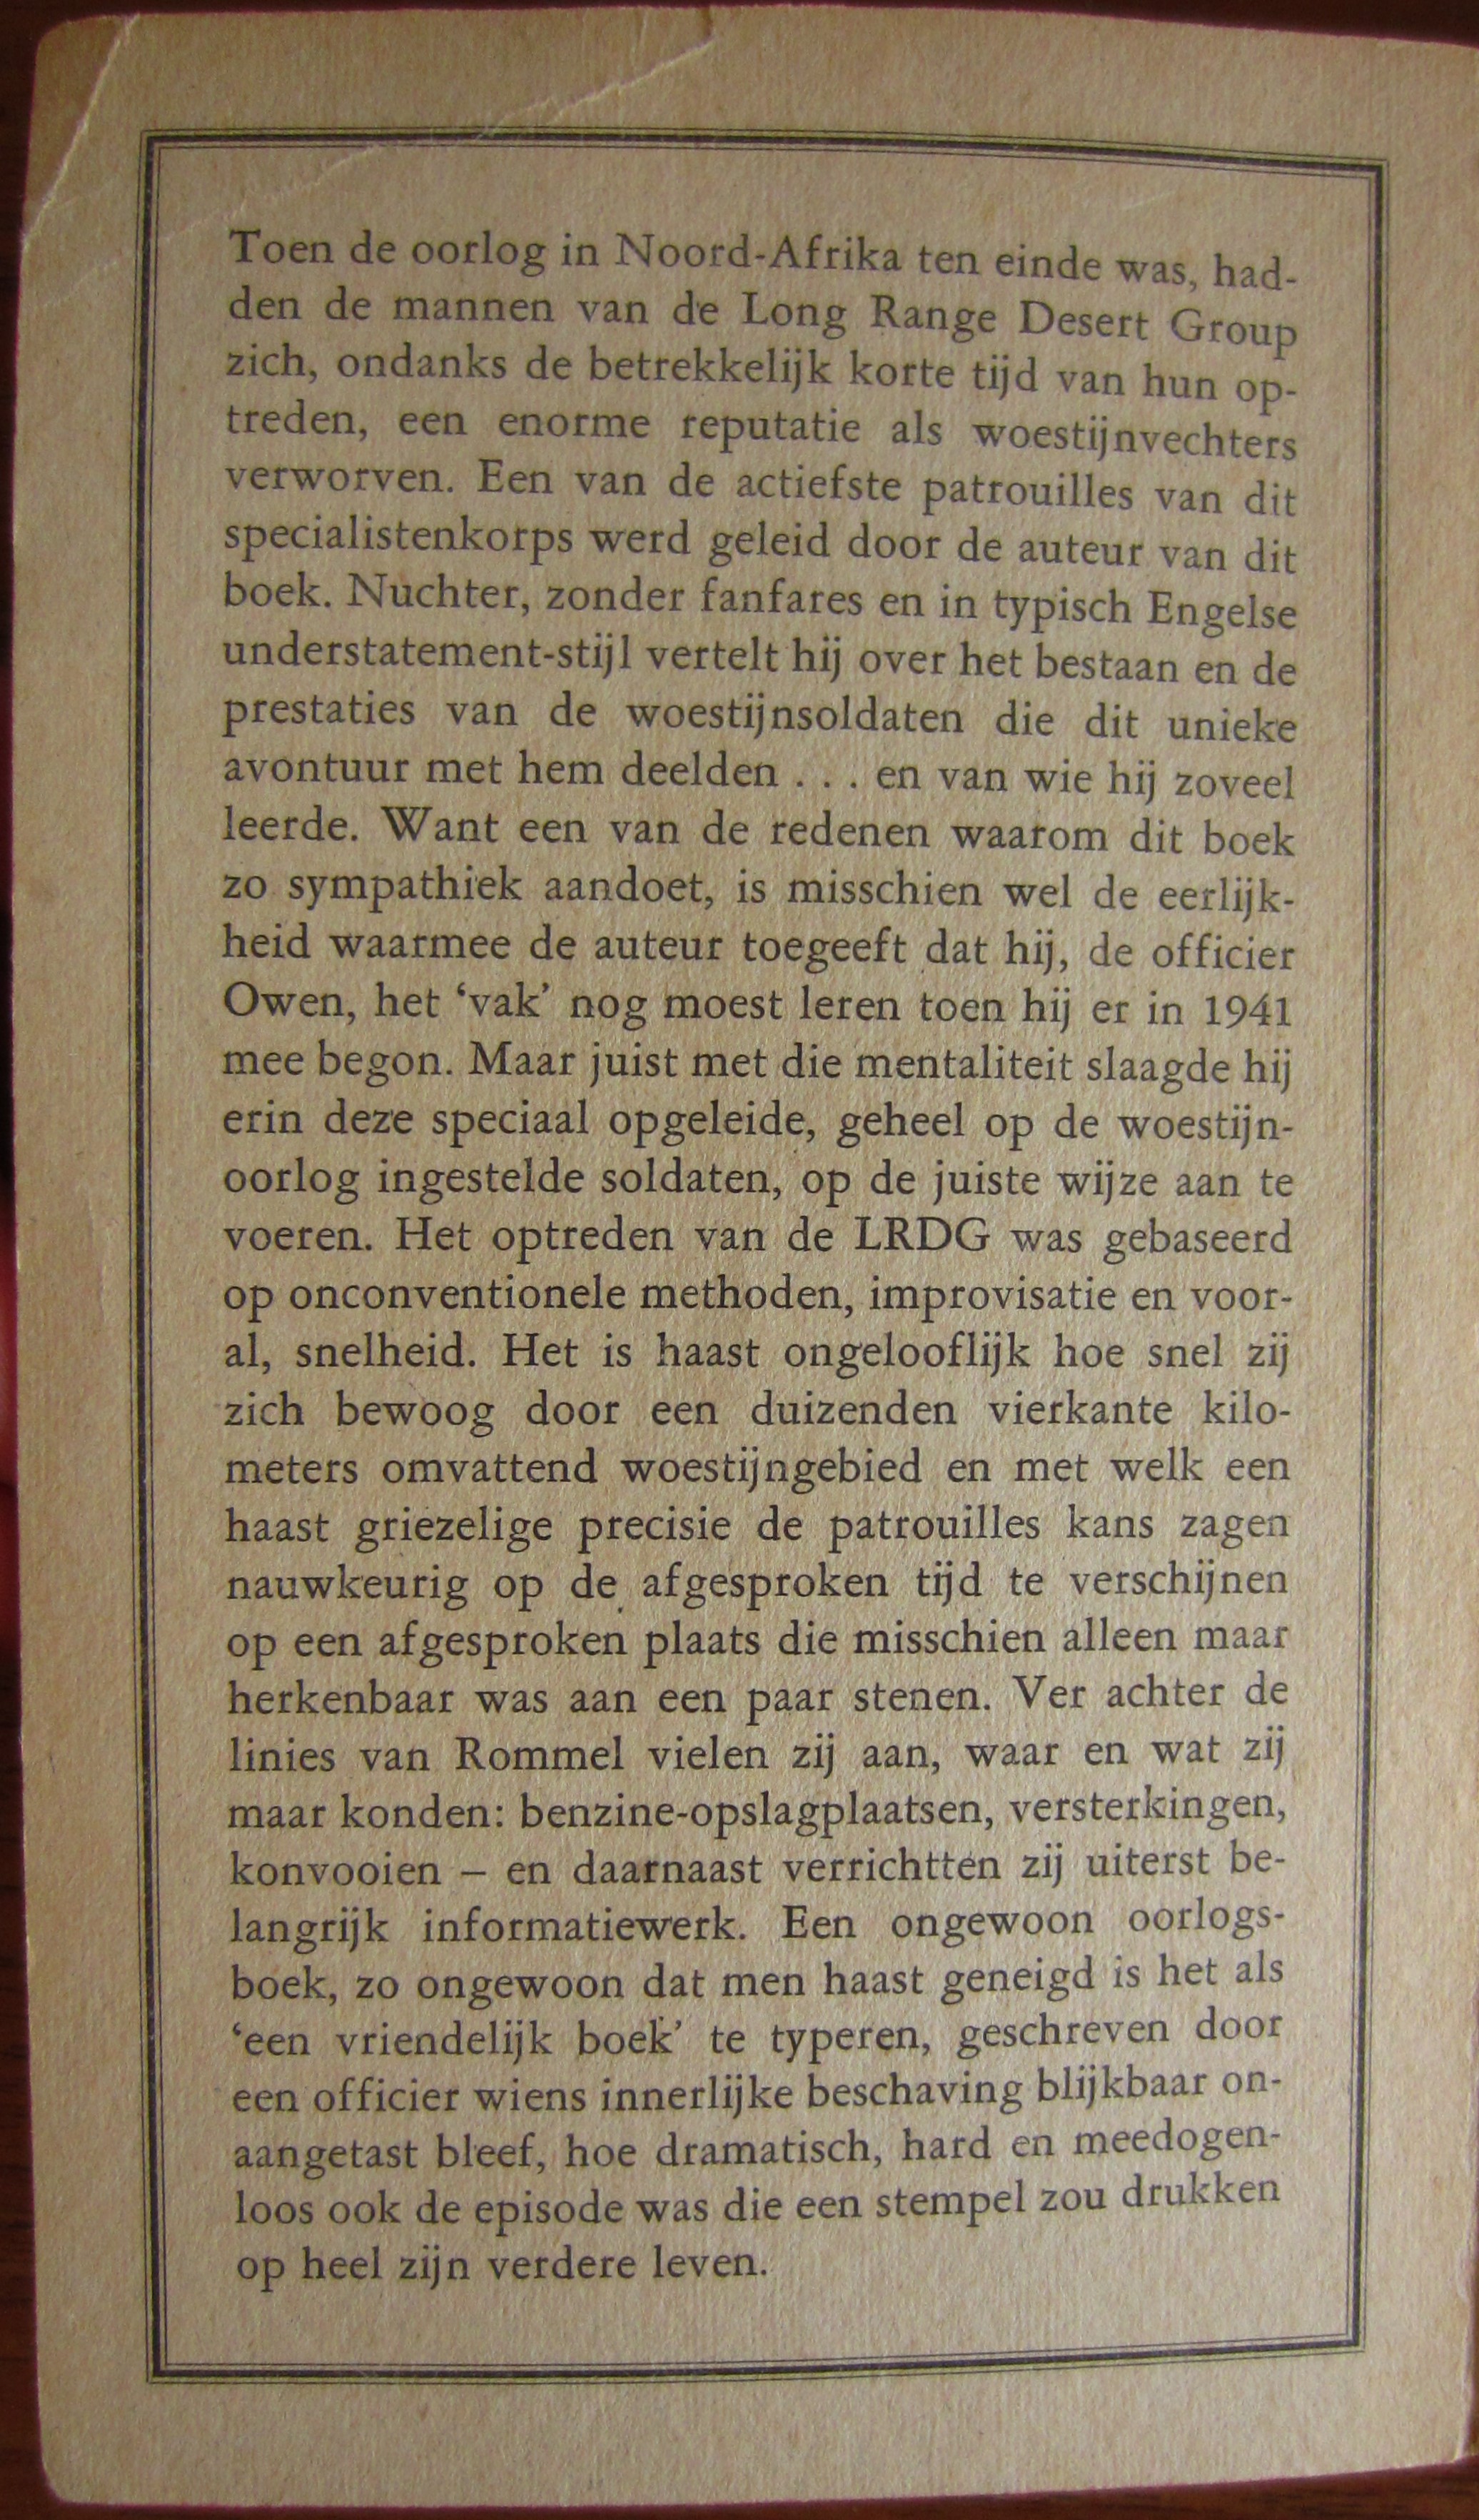 Toen de oorlog in Noord-Afrika ten einde was, had-
den de mannen van de Long Range Desert Group
zich, ondanks de betrekkelijk korte tijd van hun op-
treden, een enorme reputatie als woestijnvechters
verworven. Een van de actiefste patrouilles van dit
specialistenkorps werd geleid door de auteur van dit
boek. Nuchter, zonder fanfares en in typisch Engelse
understatement-stijl vertelt hij over het bestaan en de
prestaties van de woestijnsoldaten die dit unieke
avontuur met hem deelden . . . en van wie hij zoveel
leerde. Want een van de redenen waarom dit boek
zo sympathiek aandoet, is misschien wel de eerlijk-
heid waarmee de auteur toegeeft dat hij, de officier
Owen, het ‘vak’ nog moest leren toen hij er in 1941
mee begon. Maar juist met die mentaliteit slaagde hij
erin deze speciaal opgeleide, geheel op de woestijn-
oorlog ingestelde soldaten, op de juiste wijze aan te
voeren. Het optreden van de LRDG was gebaseerd
op onconventionele methoden, improvisatie en voor-
al, snelheid. Het is haast ongelooflijk hoe snel zij
zich bewoog door een duizenden vierkante kilo-
meters omvattend woestijngebied en met welk een
haast griezelige precisie de patrouilles kans zagen
nauwkeurig op de afgesproken tijd te verschijnen
op een afgesproken plaats die misschien alleen maar
herkenbaar was aan een paar stenen. Ver achter de
linies van Rommel vielen zij aan, waar en wat zij
maar konden: benzine-opslagplaatsen, versterkingen,
konvooien – en daarnaast verrichtten zij uiterst be-
langrijk informatiewerk. Een ongewoon oorlogs-
boek, zo ongewoon dat men haast geneigd is het als
‘een vriendelijk boek’ te typeren, geschreven door
een officier wiens innerlijke beschaving blijkbaar on-
aangetast bleef, hoe dramatisch, hard en meedogen-
loos ook de episode was die een stempel zou drukken
op heel zijn verdere leven.